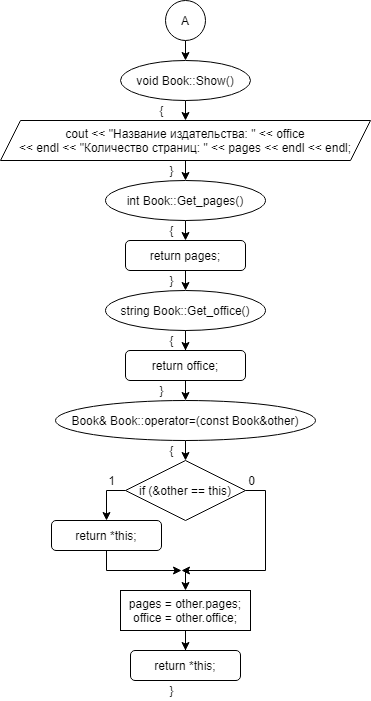 A
void Book::Show()
{
cout << "Название издательства: " << office
<< endl << "Количество страниц: " << pages << endl << endl;
}
int Book::Get_pages()
{
return pages;
}
string Book::Get_office()
{
return office;
}
Book& Book::operator=(const Book&other)
{
1
if (&other == this)
0
return *this;
pages = other.pages;
office = other.office;
return *this;
}